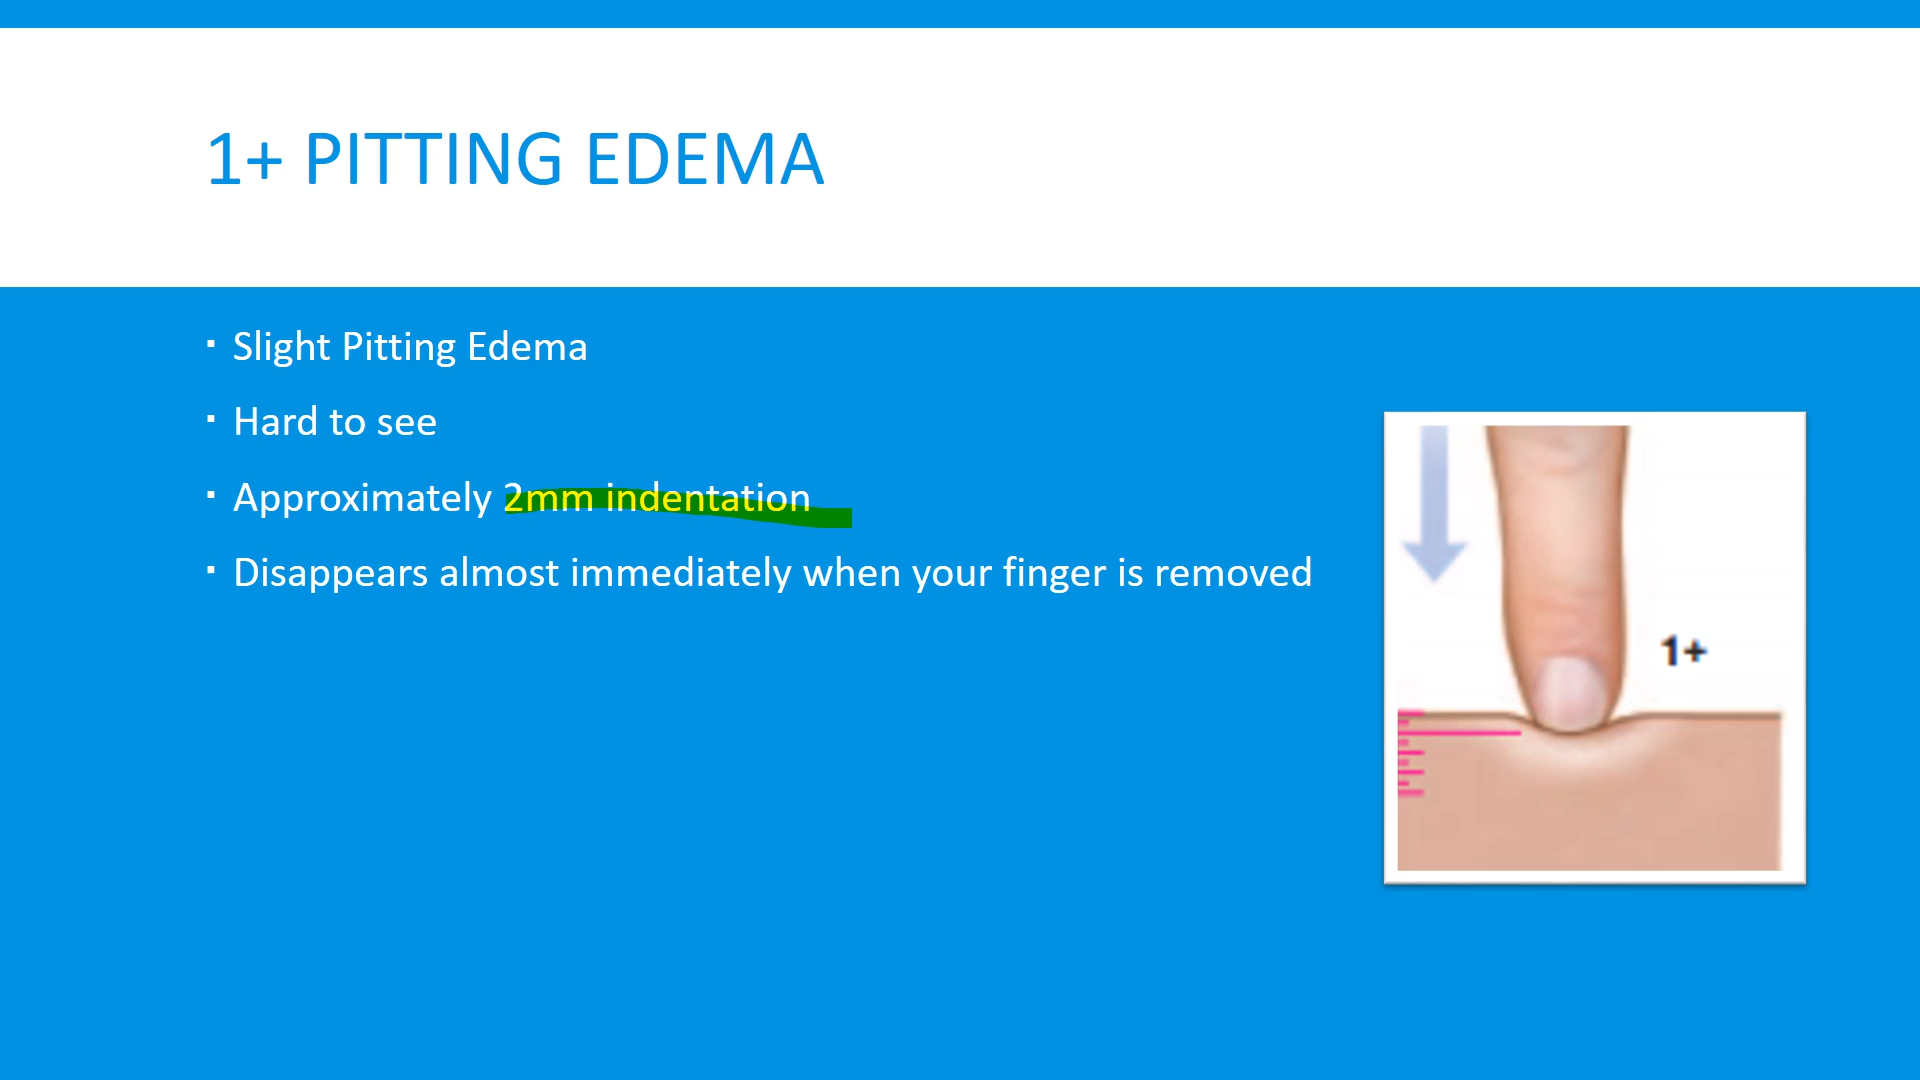 1+ PITTING EDEMA
▪ Slight Pitting Edema
▪ Hard to see
▪ Approximately 2mm indentation
▪ Disappears almost immediately when your finger is removed
1+